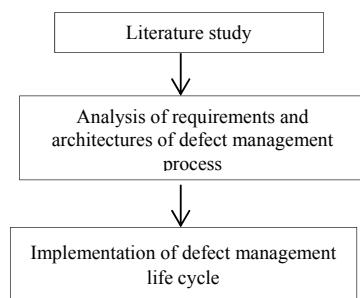 Literature study
Analysis of requirements and
architectures of defect management
process
Implementation of defect management
life cycle